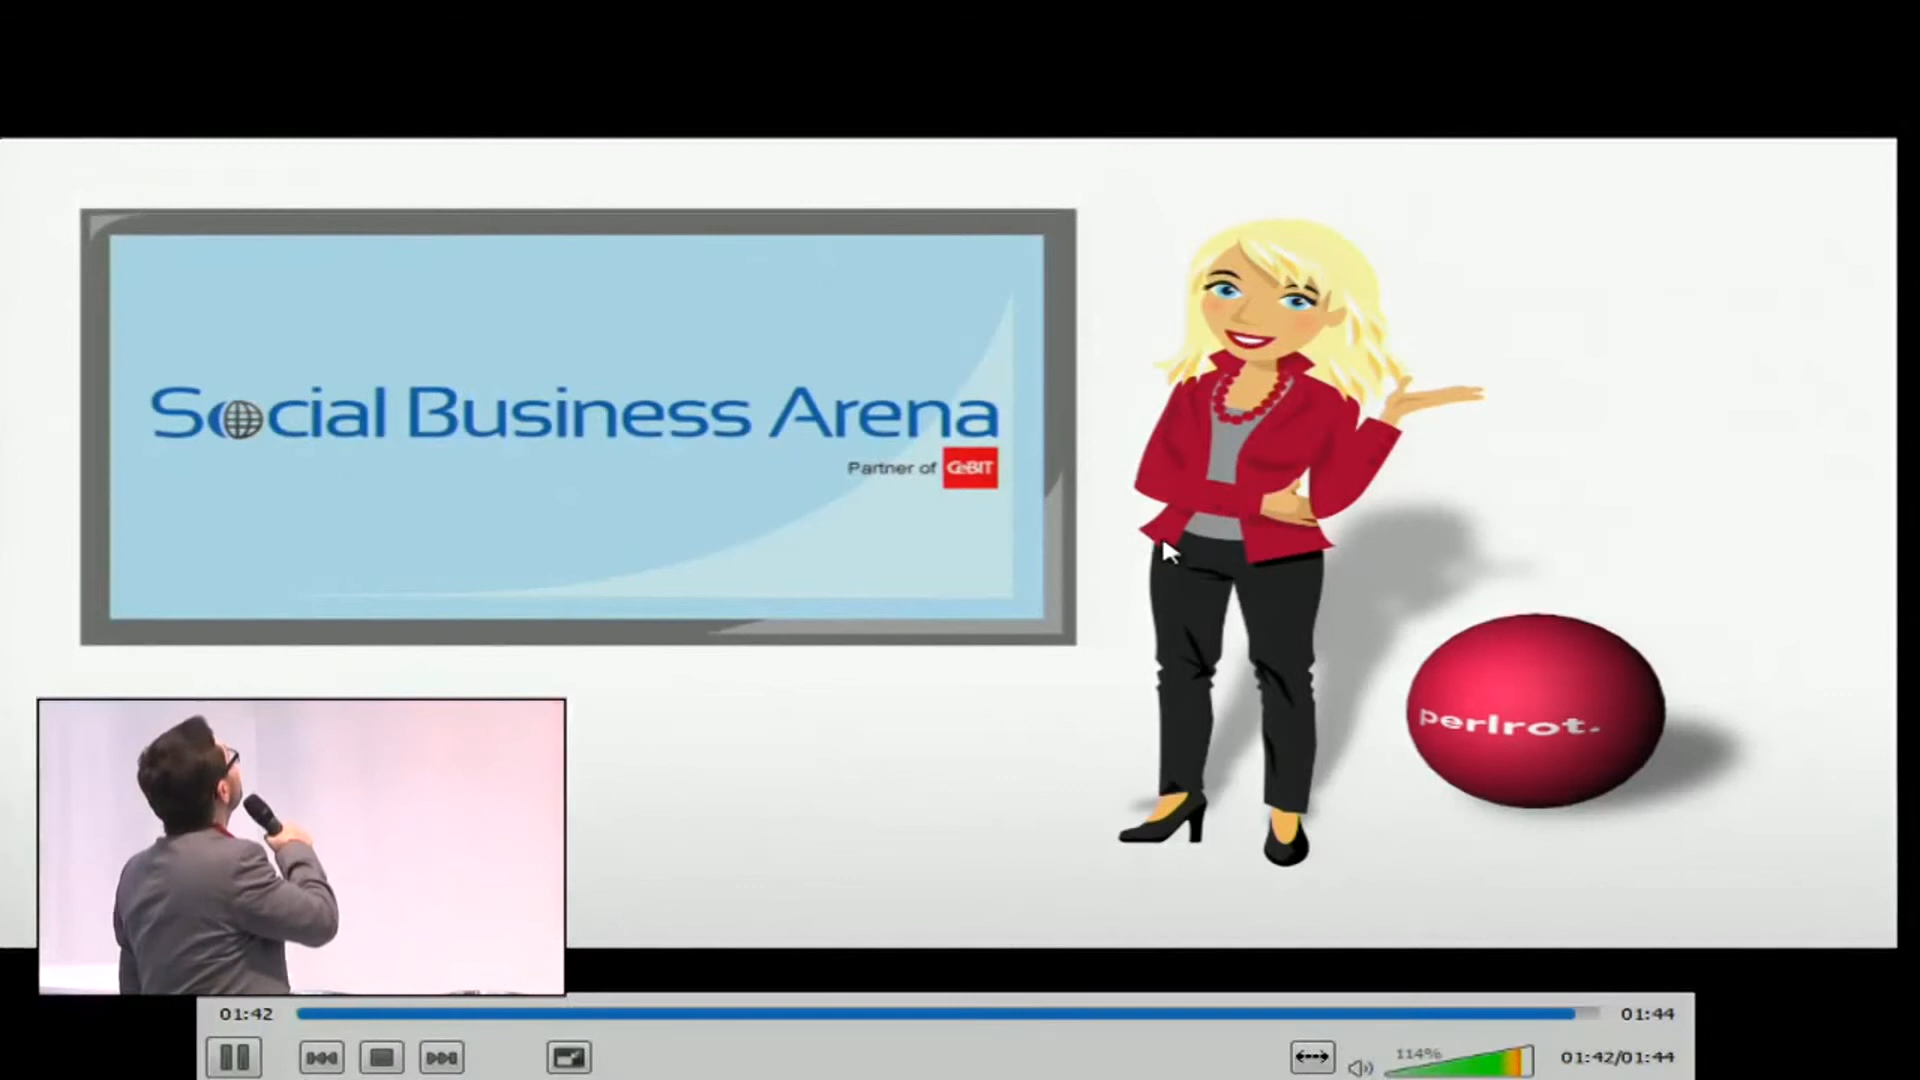 Social Business Arena
Partner of CeBIT
perlrot.
01:42
01:44
114%
01:42/01:44